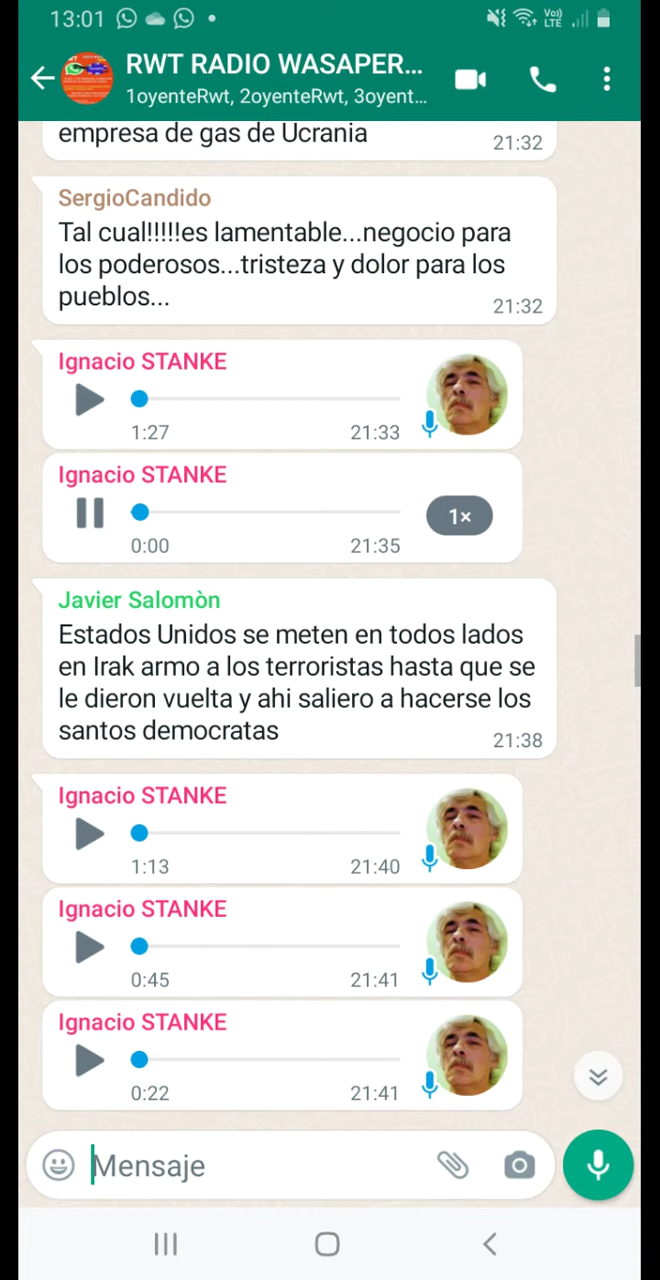 13:01
Vo)) LTE
RWT RADIO WASAPER...
1oyenteRwt, 2oyenteRwt, 3oyent...
empresa de gas de Ucrania
21:32
SergioCandido
Tal cual!!!!!es lamentable...negocio para
los poderosos...tristeza y dolor para los
pueblos...
21:32
Ignacio STANKE
1:27 21:33
Ignacio STANKE
1×
0:00 21:35
Javier Salomòn
Estados Unidos se meten en todos lados
en Irak armo a los terroristas hasta que se
le dieron vuelta y ahi saliero a hacerse los
santos democratas
21:38
Ignacio STANKE
1:13 21:40
Ignacio STANKE
0:45 21:41
Ignacio STANKE
0:22 21:41
Mensaje